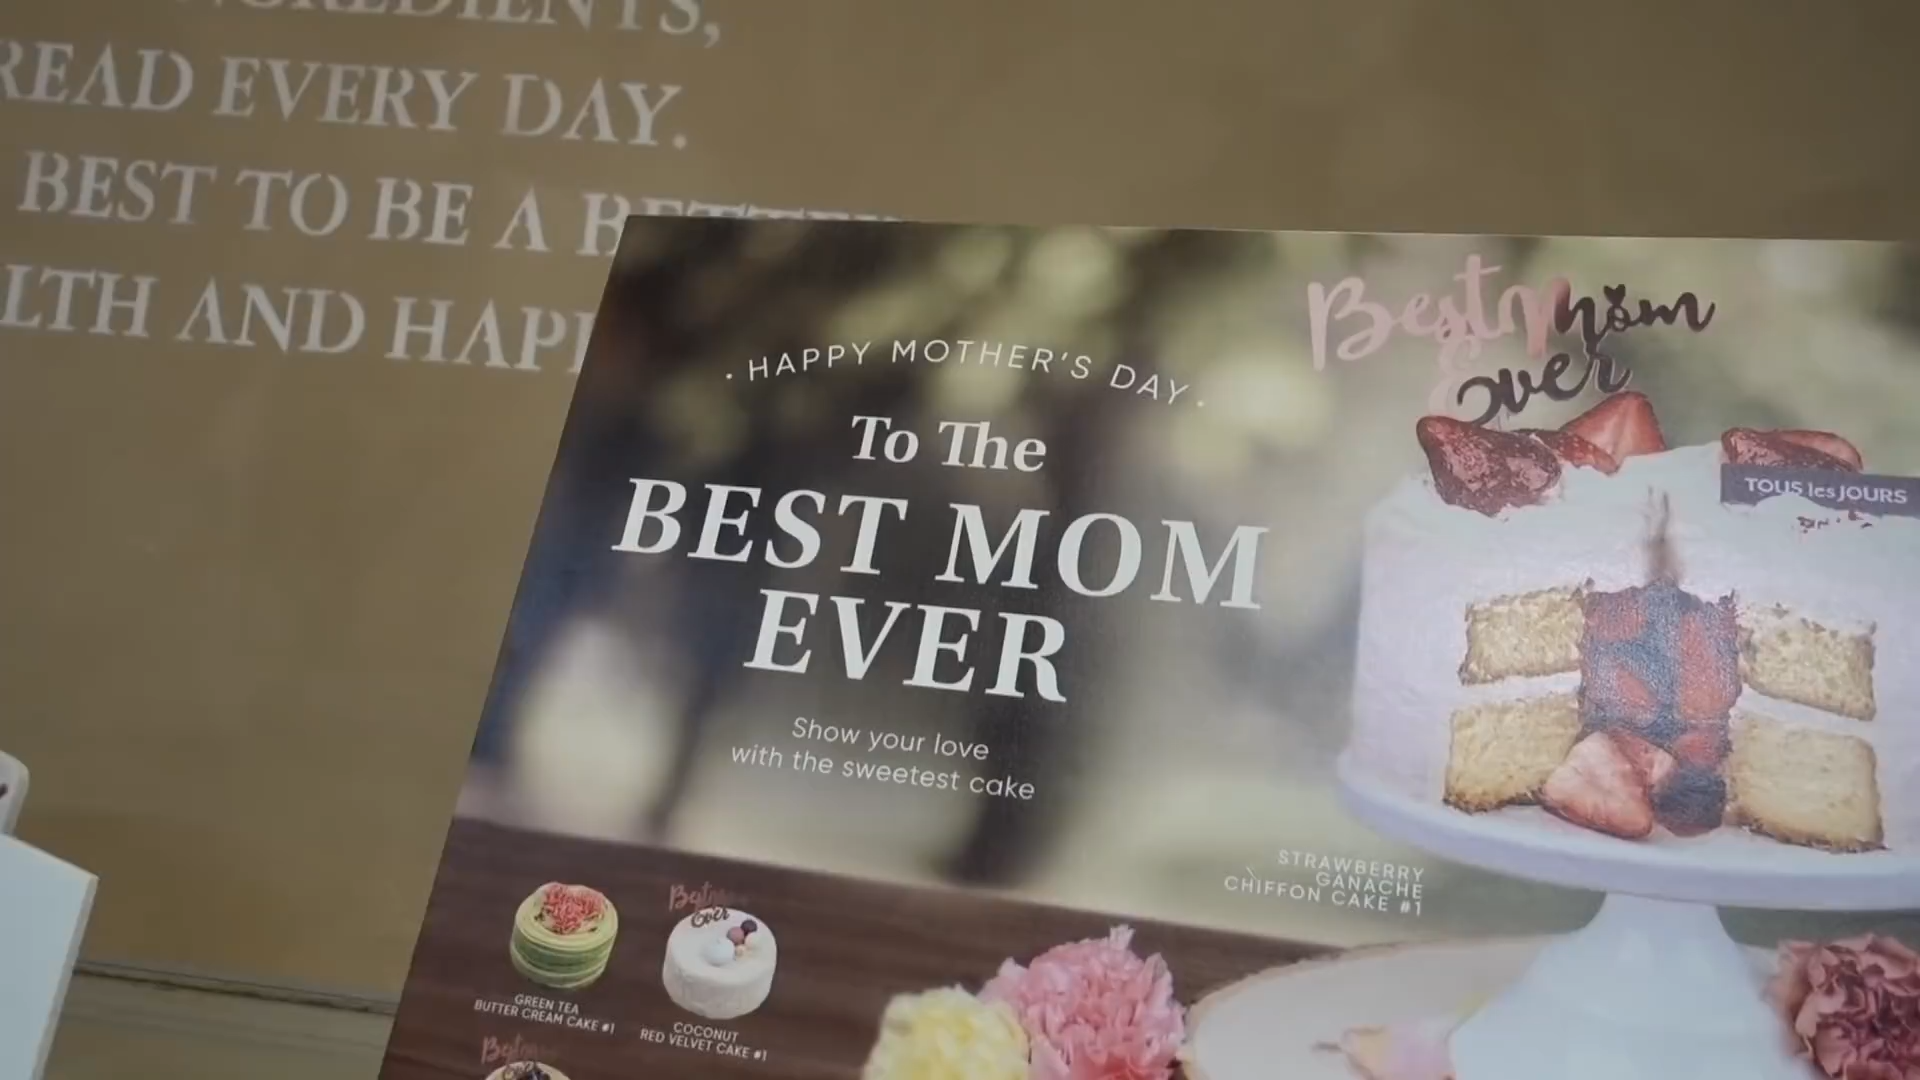 READ EVERY DAY.
BEST TO BE A
LTH AND
· HAPPY MOTHER'S DAY ·
To The
BEST MOM
EVER
Show your love
with the sweetest cake
Best Mom
Ever
TOUS les JOURS
STRAWBERRY
GANACHE
CHIFFON CAKE #1
GREEN TEA
BUTTER CREAM CAKE #1
Ever
COCONUT
RED VELVET CAKE #1